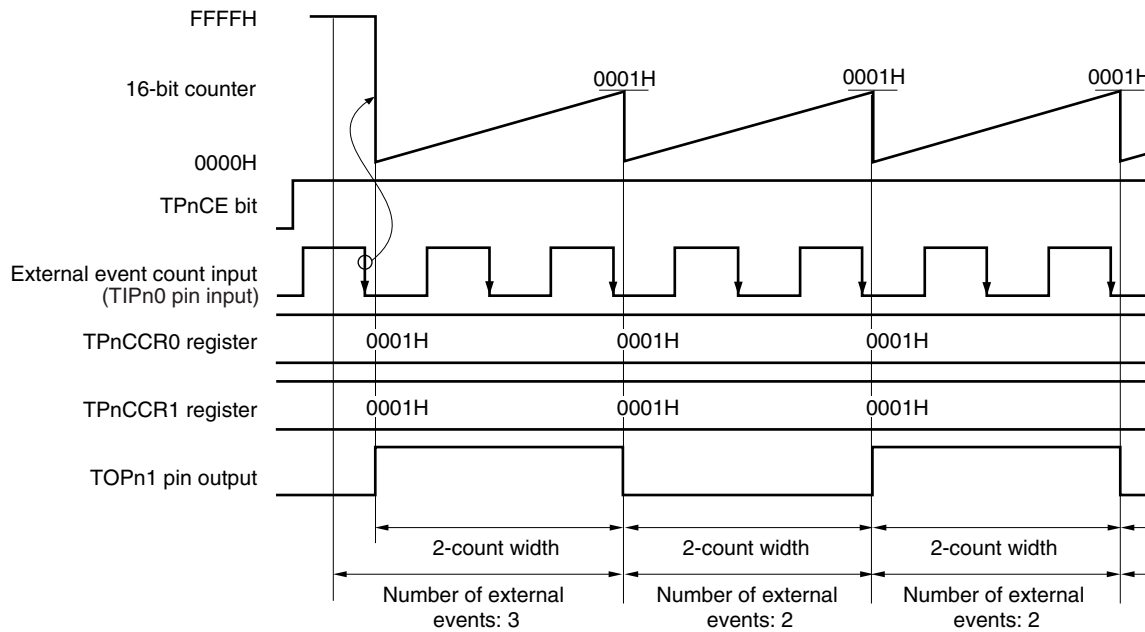 FFFFH
16-bit counter
0001H
0001H
0001H
0000H
TPnCE bit
External event count input
(TIPn0 pin input)
TPnCCR0 register
0001H
0001H
0001H
TPnCCR1 register
0001H
0001H
0001H
TOPn1 pin output
2-count width
2-count width
2-count width
Number of external
events: 3
Number of external
events: 2
Number of external
events: 2